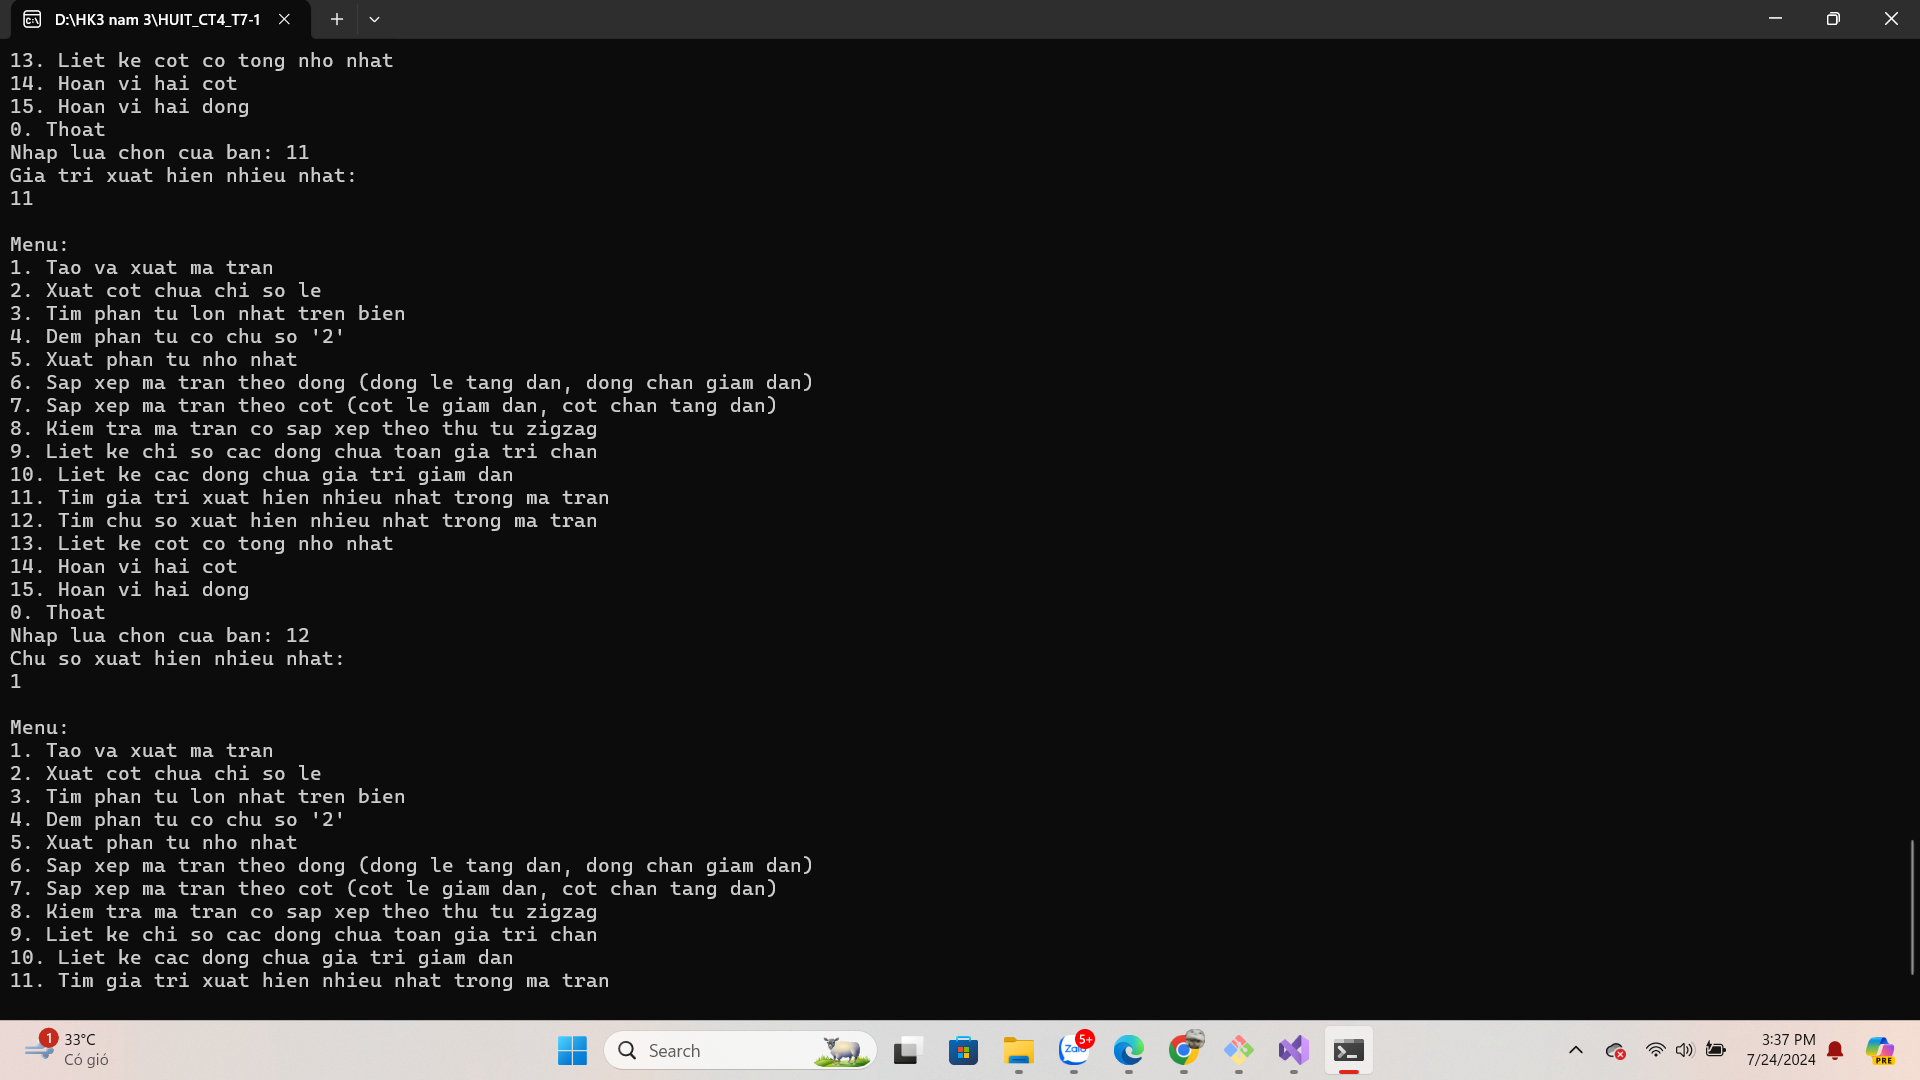 D:\HK3 nam 3\HUIT_CT4_T7-1
13. Liet ke cot co tong nho nhat
14. Hoan vi hai cot
15. Hoan vi hai dong
0. Thoat
Nhap lua chon cua ban: 11
Gia tri xuat hien nhieu nhat:
11
Menu:
1. Tao va xuat ma tran
2. Xuat cot chua chi so le
3. Tim phan tu lon nhat tren bien
4. Dem phan tu co chu so '2'
5. Xuat phan tu nho nhat
6. Sap xep ma tran theo dong (dong le tang dan, dong chan giam dan)
7. Sap xep ma tran theo cot (cot le giam dan, cot chan tang dan)
8. Kiem tra ma tran co sap xep theo thu tu zigzag
9. Liet ke chi so cac dong chua toan gia tri chan
10. Liet ke cac dong chua gia tri giam dan
11. Tim gia tri xuat hien nhieu nhat trong ma tran
12. Tim chu so xuat hien nhieu nhat trong ma tran
13. Liet ke cot co tong nho nhat
14. Hoan vi hai cot
15. Hoan vi hai dong
0. Thoat
Nhap lua chon cua ban: 12
Chu so xuat hien nhieu nhat:
1
Menu:
1. Tao va xuat ma tran
2. Xuat cot chua chi so le
3. Tim phan tu lon nhat tren bien
4. Dem phan tu co chu so '2'
5. Xuat phan tu nho nhat
6. Sap xep ma tran theo dong (dong le tang dan, dong chan giam dan)
7. Sap xep ma tran theo cot (cot le giam dan, cot chan tang dan)
8. Kiem tra ma tran co sap xep theo thu tu zigzag
9. Liet ke chi so cac dong chua toan gia tri chan
10. Liet ke cac dong chua gia tri giam dan
11. Tim gia tri xuat hien nhieu nhat trong ma tran
1
33°C
Có gió
Search
Zalo
5+
3:37 PM
7/24/2024
PRE